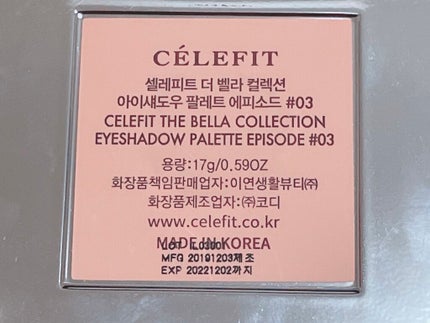 CÉLEFIT
셀레피트 더 벨라 컬렉션
아이섀도우 팔레트 에피소드 #03
CELEFIT THE BELLA COLLECTION
EYESHADOW PALETTE EPISODE #03
용량:17g/0.59OZ
화장품책임판매업자:이연생활뷰티㈜
화장품제조업자:㈜코디
www.celefit.co.kr
MADE IN KOREA
LOT
MFG 20191203제조
EXP 20221202까지